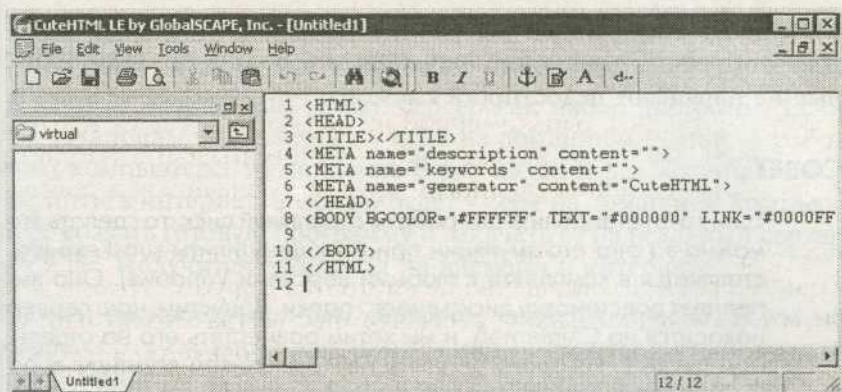 CuteHTML LE by GlobalSCAPE, Inc. - [Untitled1]
File Edit View Tools Window Help
B I U A d--
virtual
1 <HTML>
2 <HEAD>
3 <TITLE></TITLE>
4 <META name="description" content="">
5 <META name="keywords" content="">
6 <META name="generator" content="CuteHTML">
7 </HEAD>
8 <BODY BGCOLOR="#FFFFFF" TEXT="#000000" LINK="#0000FF
9
10 </BODY>
11 </HTML>
12
Untitled1
12 / 12